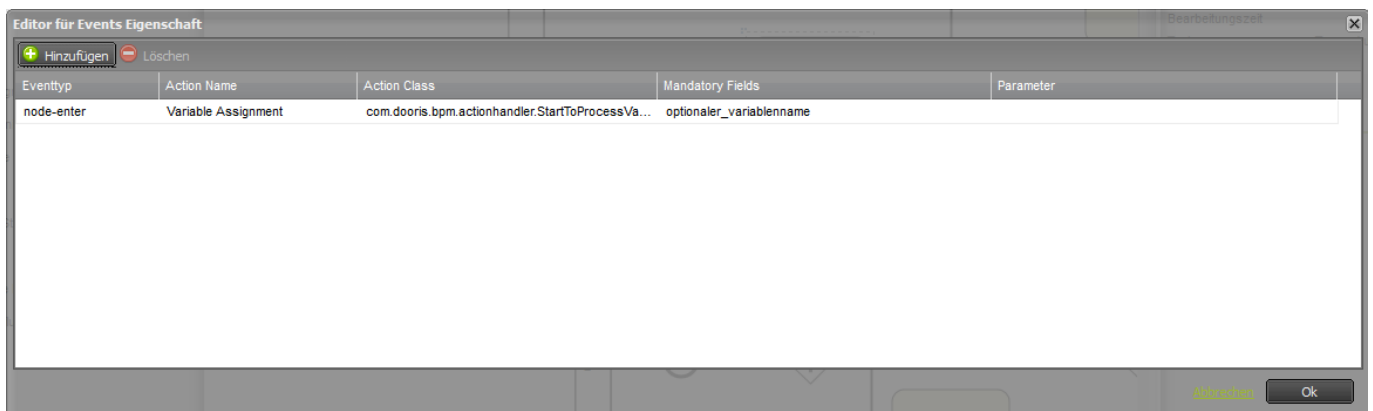 Bearbeitungszeit
Editor für Events Eigenschaft
Hinzufügen Löschen
Eventtyp Action Name Action Class Mandatory Fields Parameter
node-enter Variable Assignment com.dooris.bpm.actionhandler.StartToProcessVa... optionaler_variablenname
Abbrechen Ok